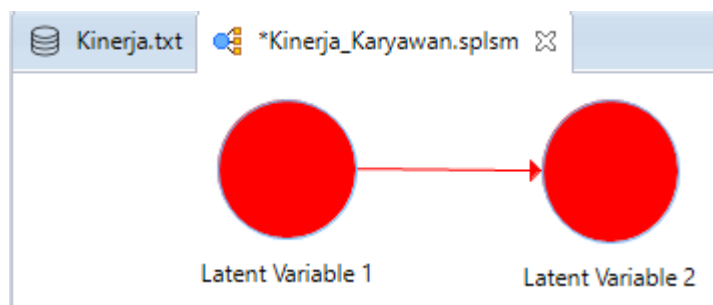 Kinerja.txt *Kinerja_Karyawan.splsm
Latent Variable 1
Latent Variable 2